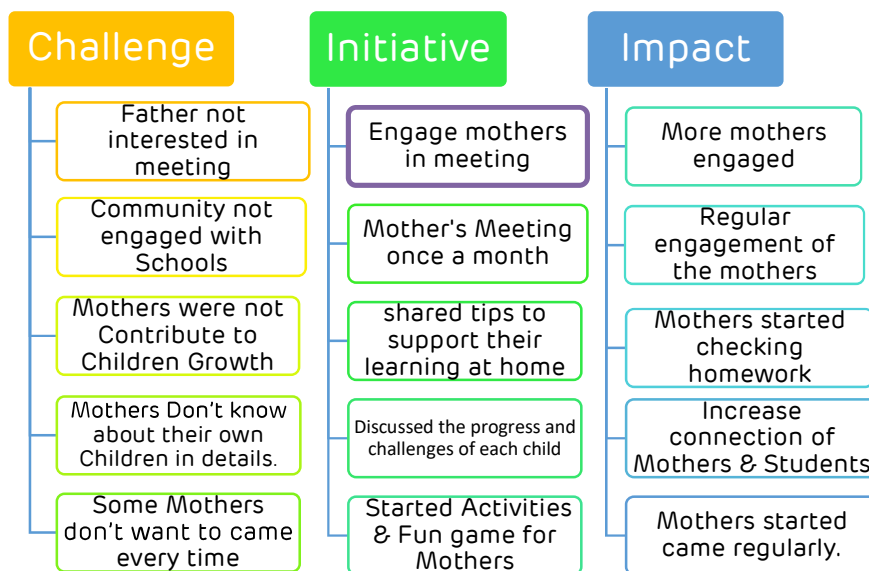 Challenge
Father not
interested in
meeting
Community not
engaged with
Schools
Mothers were not
Contribute to
Children Growth
Mothers Don't know
about their own
Children in details.
Some Mothers
don't want to came
every time
Initiative
Engage mothers
in meeting
Mother's Meeting
once a month
shared tips to
support their
learning at home
Discussed the progress and
challenges of each child
Started Activities
& Fun game for
Mothers
Impact
More mothers
engaged
Regular
engagement of
the mothers
Mothers started
checking
homework
Increase
connection of
Mothers & Students
Mothers started
came regularly.